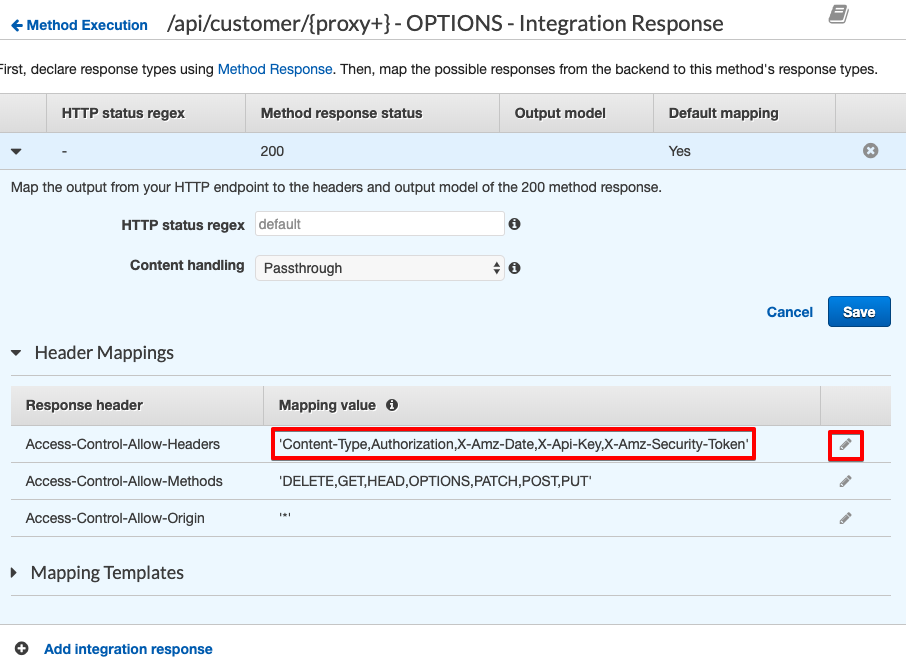 Method Execution /api/customer/{proxy+} - OPTIONS - Integration Response
First, declare response types using Method Response. Then, map the possible responses from the backend to this method's response types.
HTTP status regex Method response status Output model Default mapping
- 200 Yes
Map the output from your HTTP endpoint to the headers and output model of the 200 method response.
HTTP status regex default
Content handling Passthrough
Cancel Save
Header Mappings
Response header Mapping value
Access-Control-Allow-Headers 'Content-Type,Authorization,X-Amz-Date,X-Api-Key,X-Amz-Security-Token'
Access-Control-Allow-Methods 'DELETE,GET,HEAD,OPTIONS,PATCH,POST,PUT'
Access-Control-Allow-Origin '*'
Mapping Templates
Add integration response